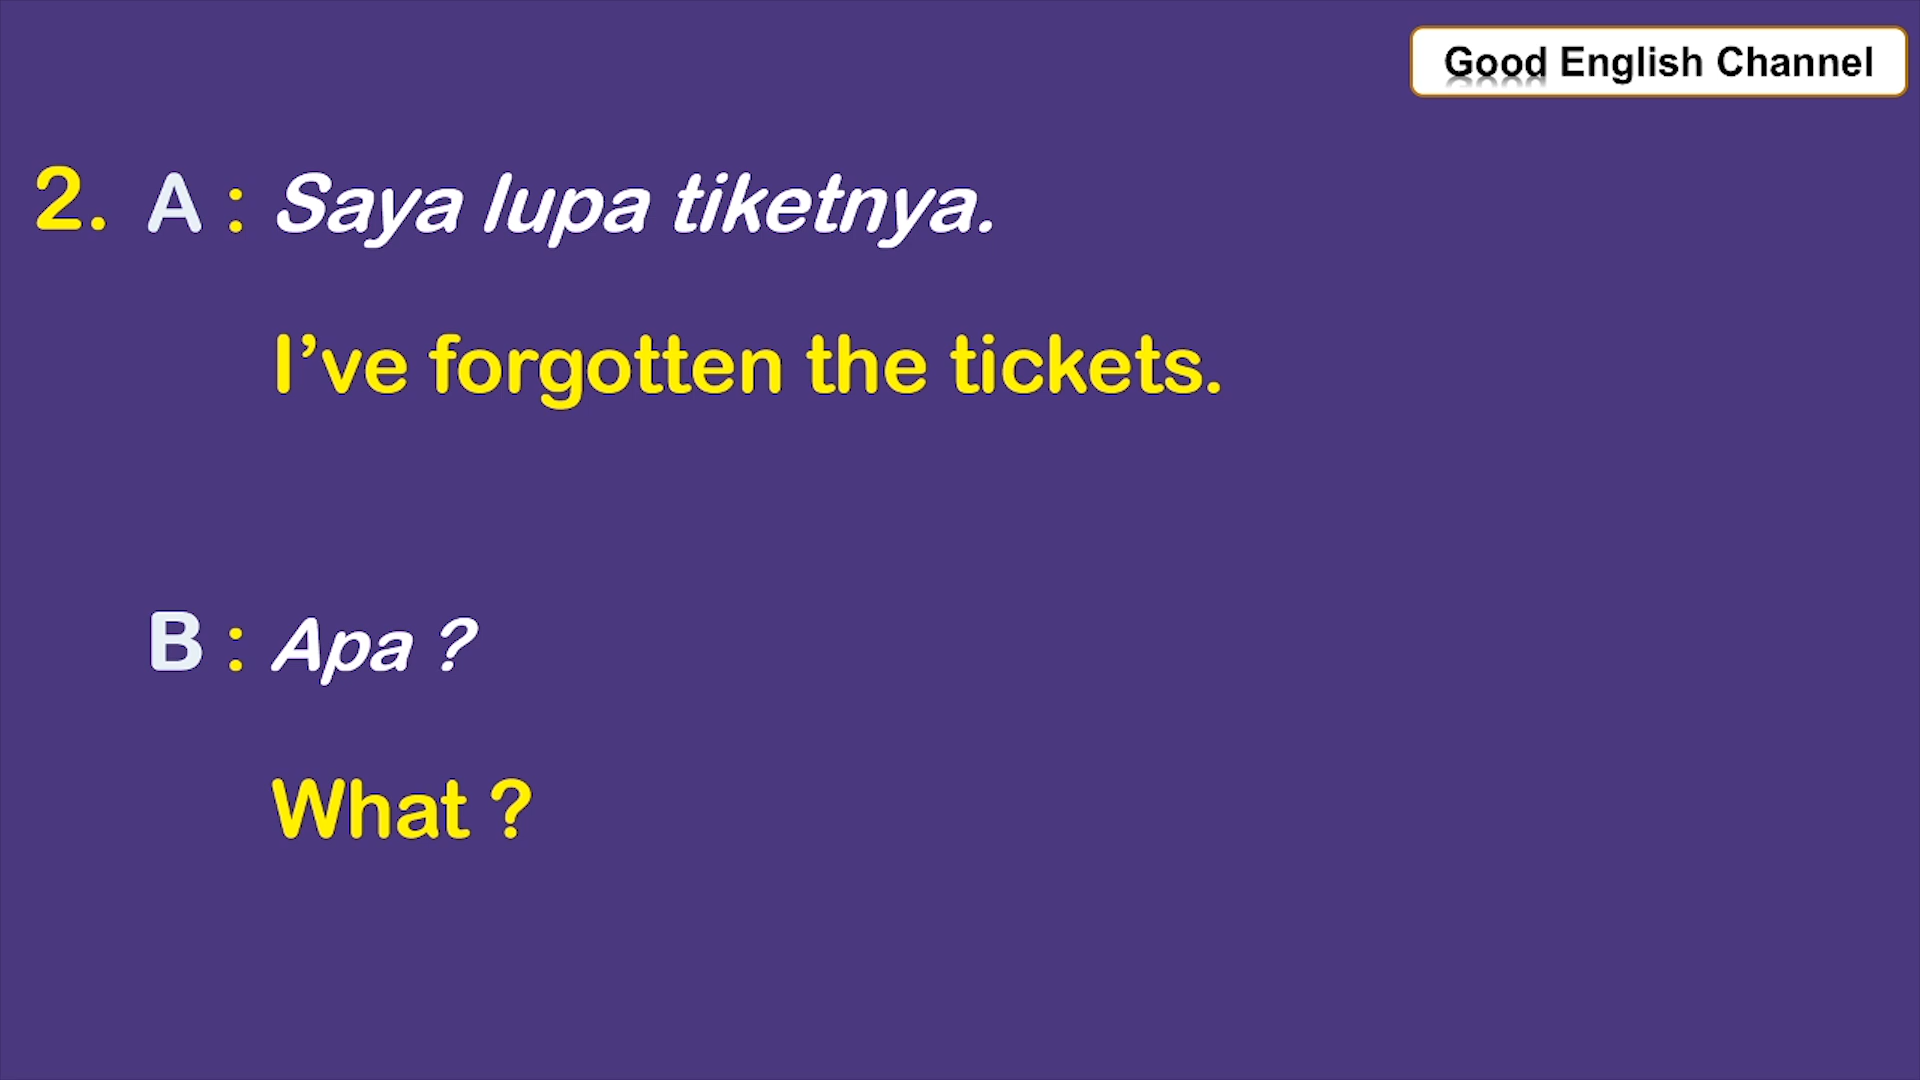 Good English Channel
2. A : Saya lupa tiketnya.
I’ve forgotten the tickets.
B : Apa ?
What ?